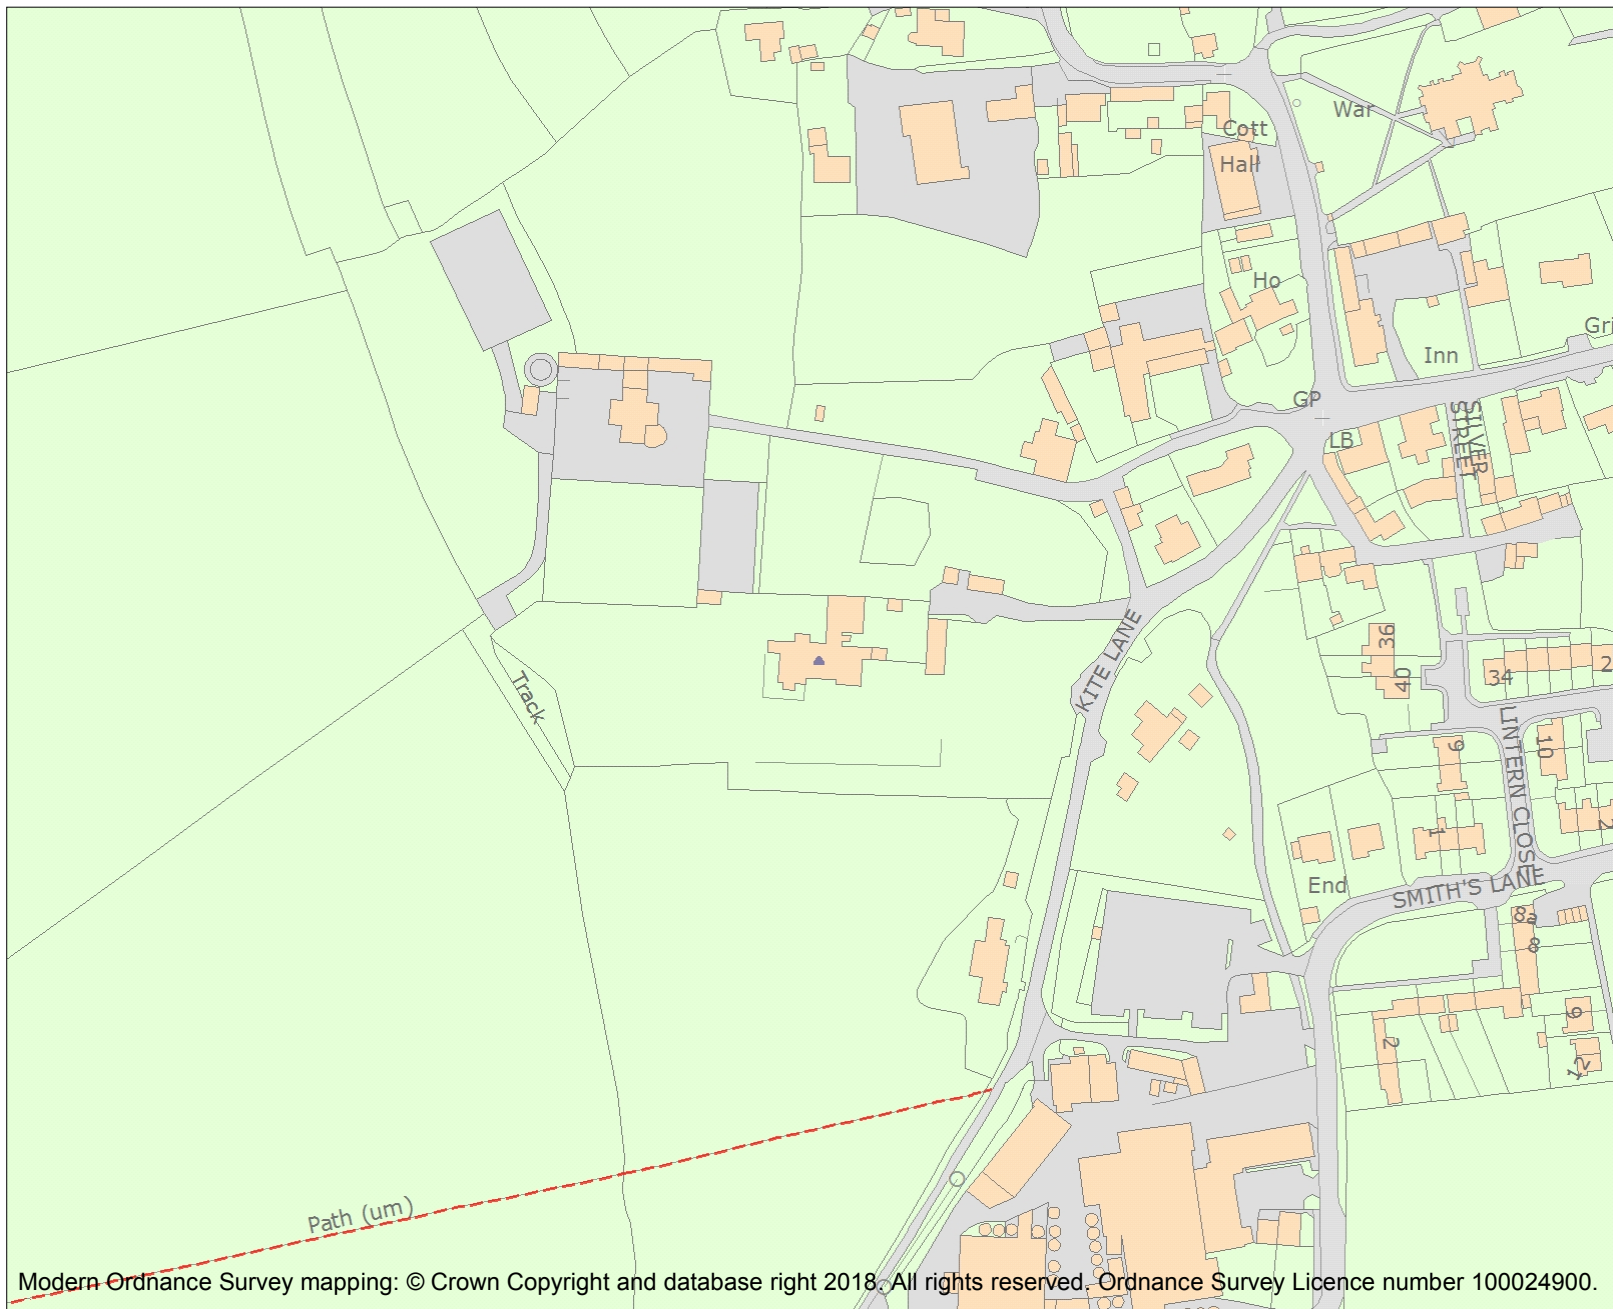 War
Cott
Hall
Ho
Gri
Inn
GP
LB
SILVER
STREET
KITE LANE
36
40
34
2
Track
9
10
LINTERN CLOSE
1
2
End
SMITH'S LANE
8a
8
9
2
12
Path (um)
Modern Ordnance Survey mapping: © Crown Copyright and database right 2018. All rights reserved. Ordnance Survey Licence number 100024900.